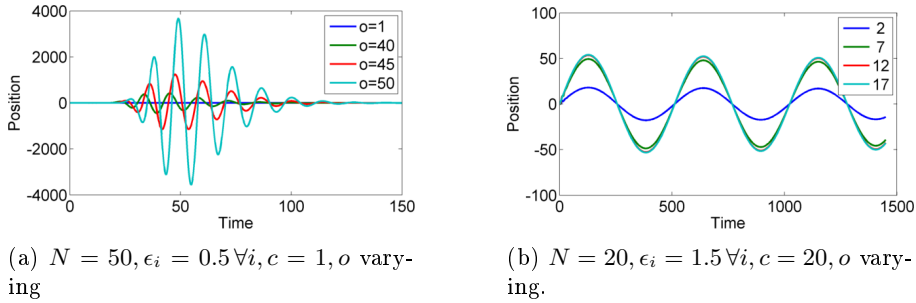 4000
2000
0
-2000
-4000
Position
0
50
100
150
Time
o=1
o=40
o=45
o=50
(a) N = 50, ϵᵢ = 0.5 ∀i, c = 1, o vary-
ing
100
50
0
-50
-100
Position
0
500
1000
1500
Time
2
7
12
17
(b) N = 20, ϵᵢ = 1.5 ∀i, c = 20, o vary-
ing.